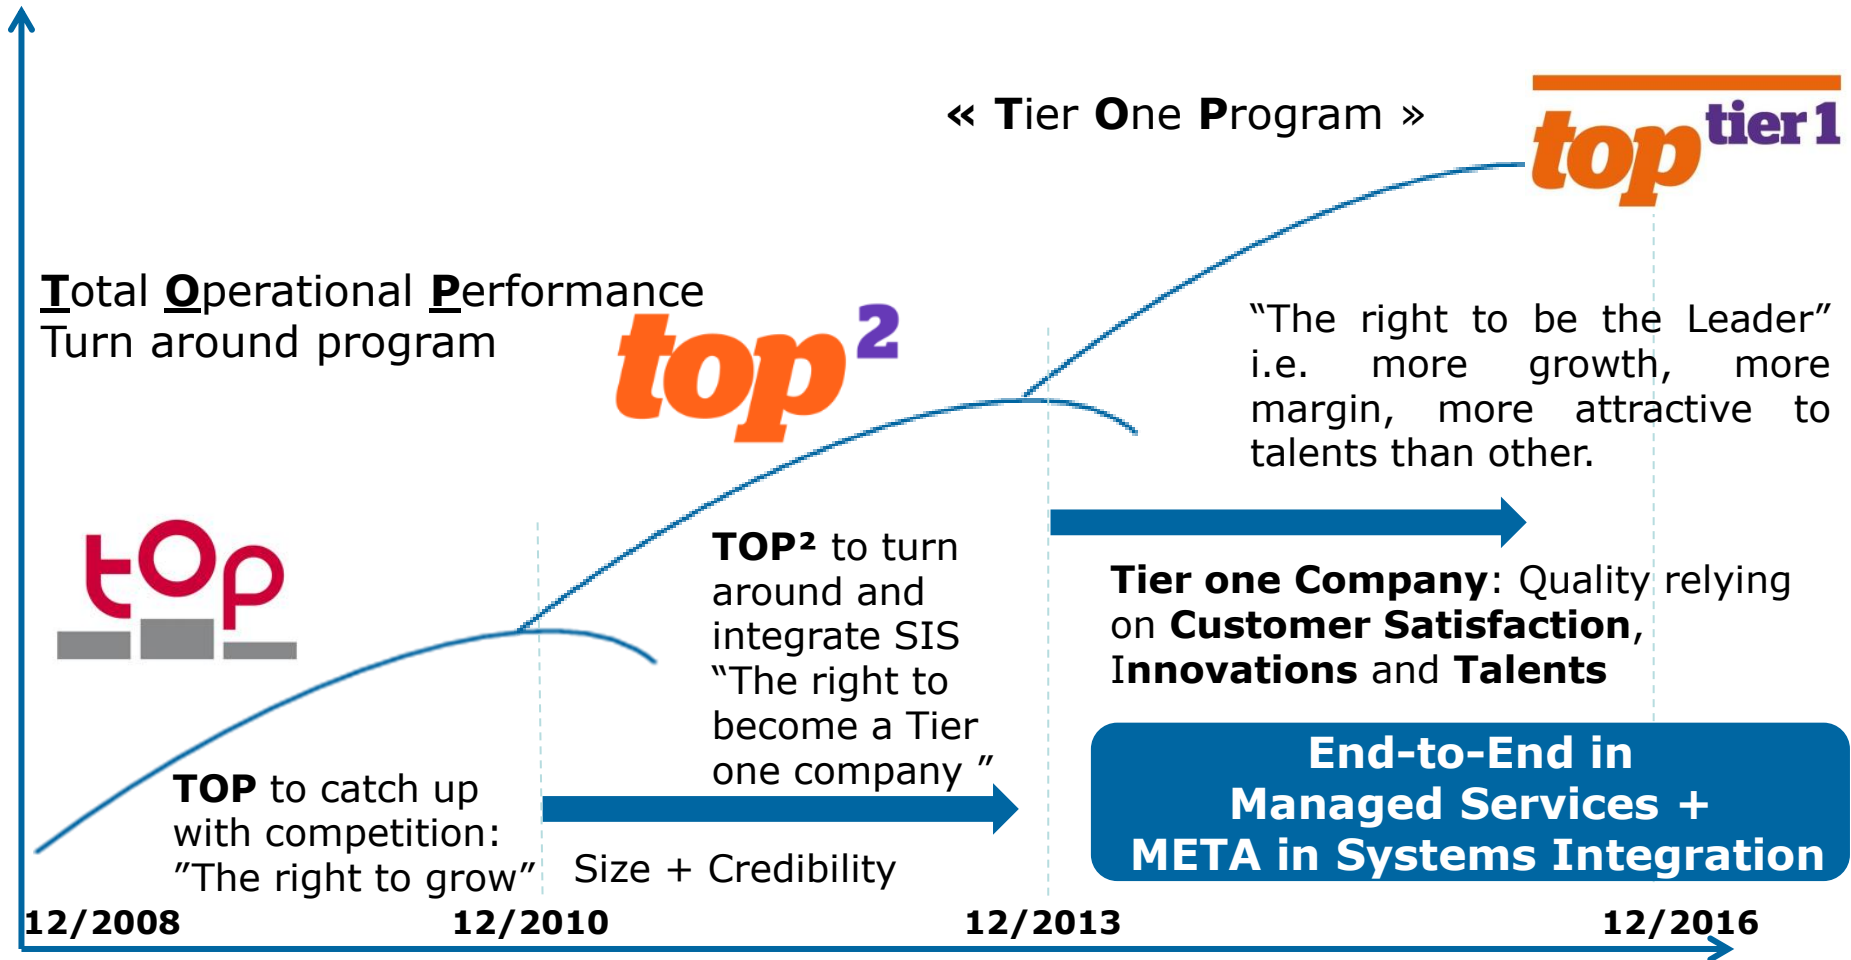 « Tier One Program »
top tier 1
Total Operational Performance
Turn around program
top 2
"The right to be the Leader”
i.e. more growth, more
margin, more attractive to
talents than other.
tOp
TOP² to turn
around and
integrate SIS
“The right to
become a Tier
one company ”
Tier one Company: Quality relying
on Customer Satisfaction,
Innovations and Talents
TOP to catch up
with competition:
”The right to grow”
Size + Credibility
End-to-End in
Managed Services +
META in Systems Integration
12/2008
12/2010
12/2013
12/2016